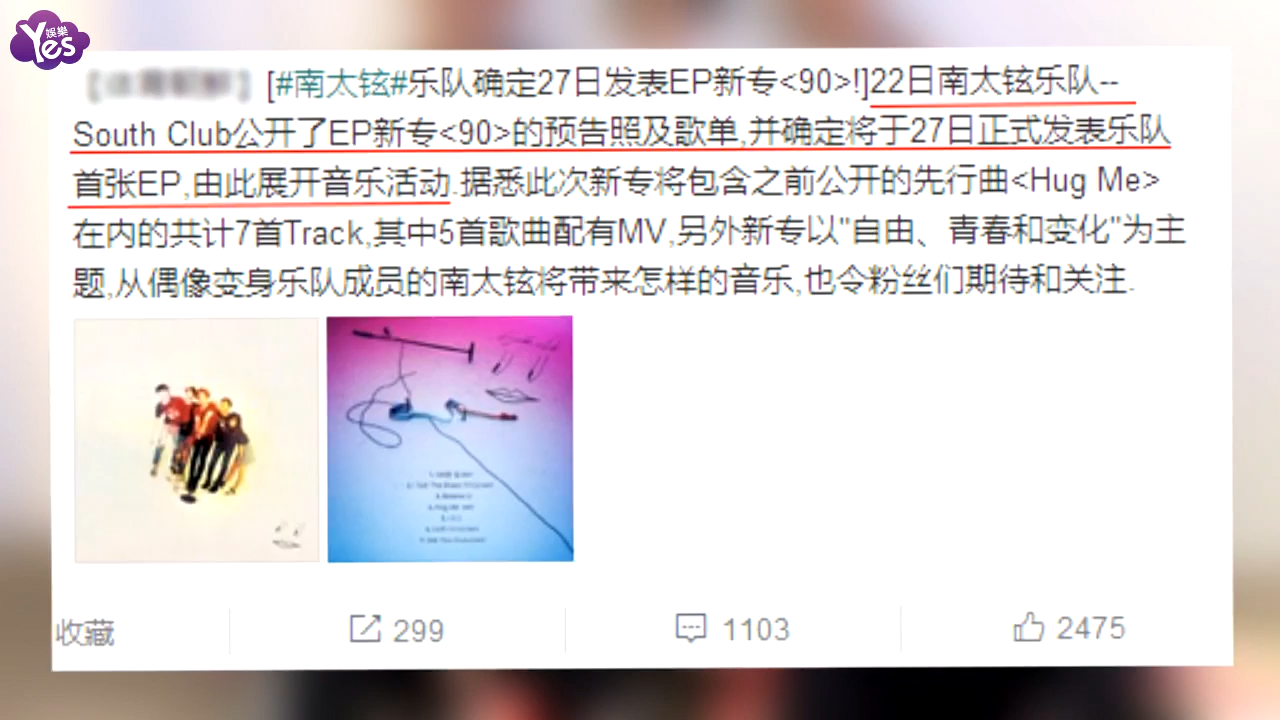 Yes
娱樂
[#南太铉#乐队确定27日发表EP新专<90>!]22日南太铉乐队--
South Club公开了EP新专<90>的预告照及歌单,并确定将于27日正式发表乐队
首张EP,由此展开音乐活动.据悉此次新专将包含之前公开的先行曲<Hug Me>
在内的共计7首Track,其中5首歌曲配有MV,另外新专以"自由、青春和变化"为主
题,从偶像变身乐队成员的南太铉将带来怎样的音乐,也令粉丝们期待和关注.
收藏
299
1103
2475